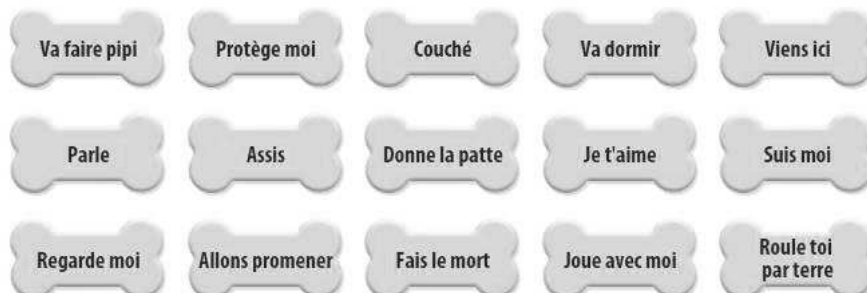 Va faire pipi
Protège moi
Couché
Va dormir
Viens ici
Parle
Assis
Donne la patte
Je t'aime
Suis moi
Regarde moi
Allons promener
Fais le mort
Joue avec moi
Roule toi
par terre